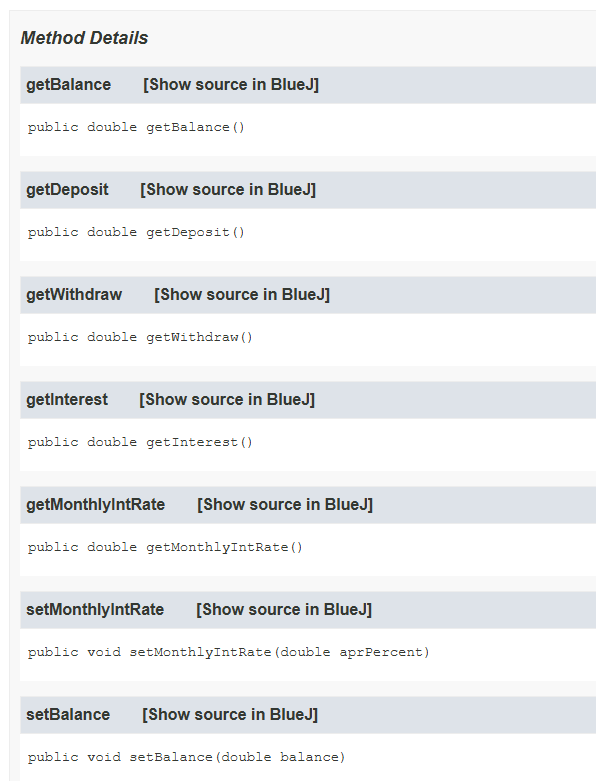 Method Details
getBalance [Show source in BlueJ]
public double getBalance()
getDeposit [Show source in BlueJ]
public double getDeposit()
getWithdraw [Show source in BlueJ]
public double getWithdraw()
getInterest [Show source in BlueJ]
public double getInterest()
getMonthlyIntRate [Show source in BlueJ]
public double getMonthlyIntRate()
setMonthlyIntRate [Show source in BlueJ]
public void setMonthlyIntRate(double aprPercent)
setBalance [Show source in BlueJ]
public void setBalance(double balance)